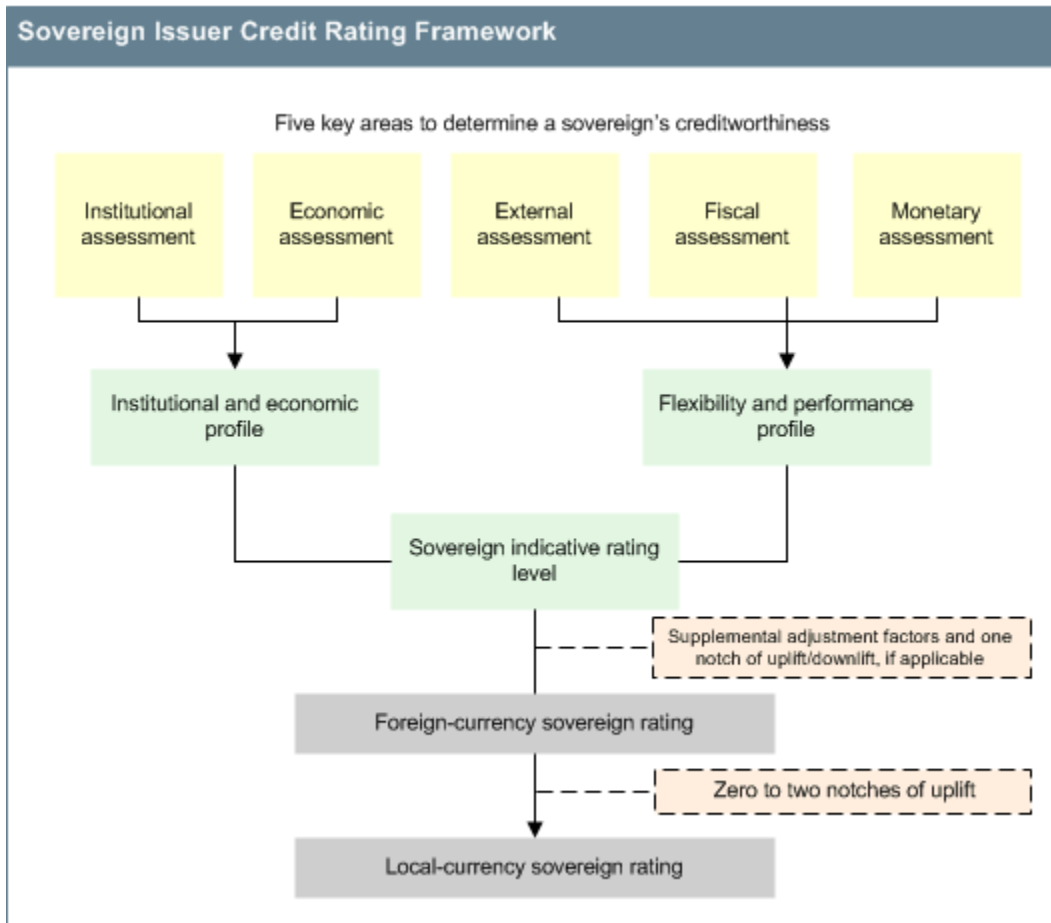 Sovereign Issuer Credit Rating Framework
Five key areas to determine a sovereign's creditworthiness
Institutional
assessment
Economic
assessment
External
assessment
Fiscal
assessment
Monetary
assessment
Institutional and economic
profile
Flexibility and performance
profile
Sovereign indicative rating
level
Supplemental adjustment factors and one
notch of uplift/downlift, if applicable
Foreign-currency sovereign rating
Zero to two notches of uplift
Local-currency sovereign rating